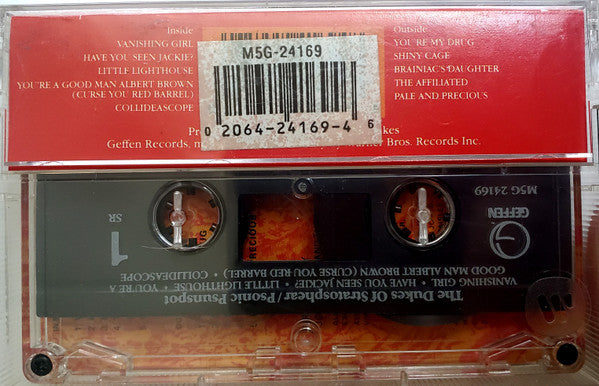 Inside
VANISHING GIRL
HAVE YOU SEEN JACKIE?
LITTLE LIGHTHOUSE
YOU'RE A GOOD MAN ALBERT BROWN
(CURSE YOU RED BARREL)
COLLIDEASCOPE
M5G-24169
0 2064-24169-4 6
Outside
YOU'RE MY DRUG
SHINY CAGE
BRAINIAC'S DAUGHTER
THE AFFILIATED
PALE AND PRECIOUS
Geffen Records.
Bros. Records Inc.
M5G 24169
GEFFEN
SR
1
The Dukes Of Stratosphear/Psonic Psunspot
VANISHING GIRL • HAVE YOU SEEN JACKIE? • LITTLE LIGHTHOUSE • YOU'RE A
GOOD MAN ALBERT BROWN (CURSE YOU RED BARREL) •
COLLIDEASCOPE